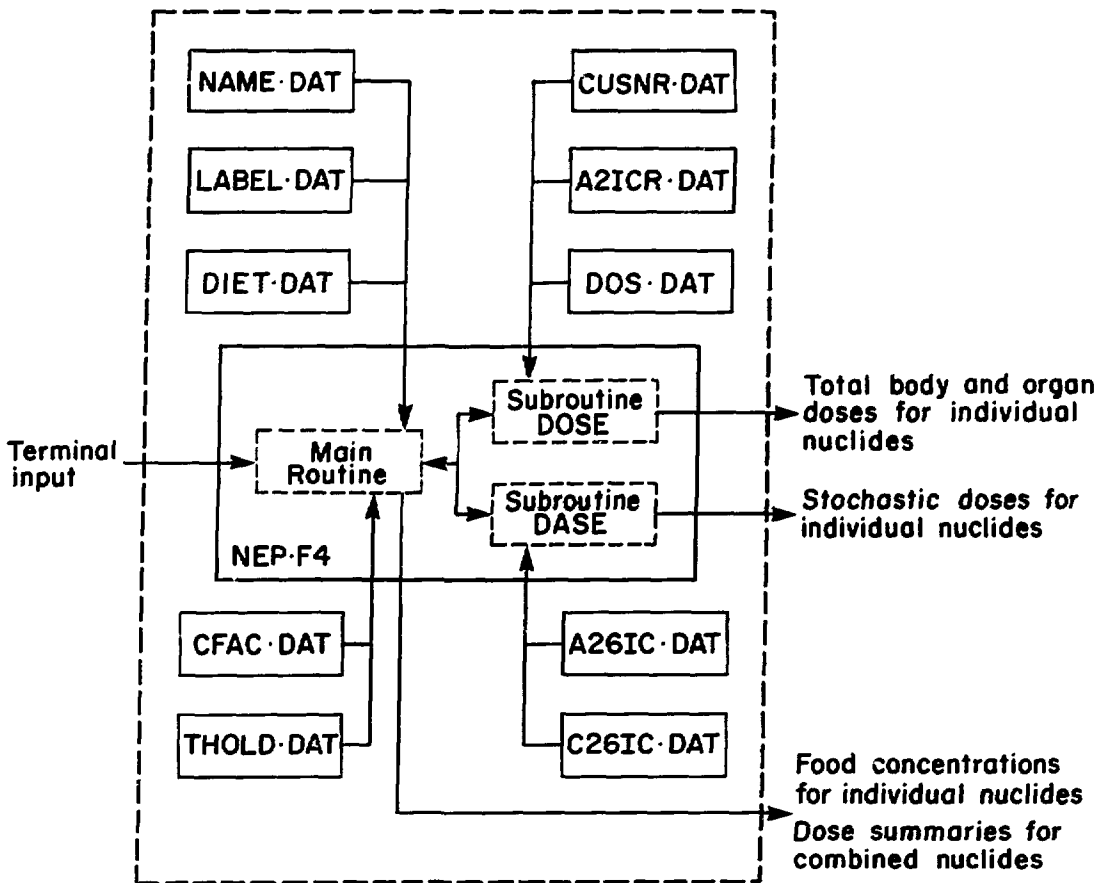 NAME·DAT
CUSNR·DAT
LABEL·DAT
A2ICR·DAT
DIET·DAT
DOS·DAT
Terminal
input
Main
Routine
Subroutine
DOSE
Subroutine
DASE
NEP·F4
Total body and organ
doses for individual
nuclides
Stochastic doses for
individual nuclides
CFAC·DAT
A26IC·DAT
THOLD·DAT
C26IC·DAT
Food concentrations
for individual nuclides
Dose summaries for
combined nuclides